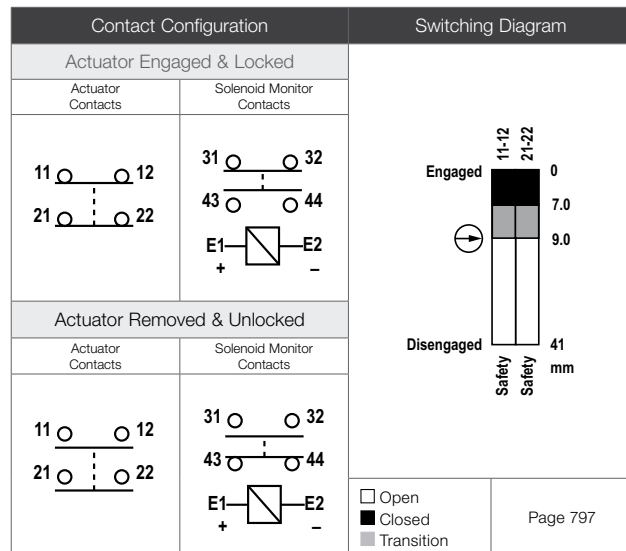 Contact Configuration
Switching Diagram
Actuator Engaged & Locked
Actuator
Contacts
Solenoid Monitor
Contacts
11 12
21 22
31 32
43 44
E1 E2
+ –
Actuator Removed & Unlocked
Actuator
Contacts
Solenoid Monitor
Contacts
11 12
21 22
31 32
43 44
E1 E2
+ –
11-12
21-22
Engaged 0
7.0
9.0
Disengaged 41
mm
Safety
Safety
Open
Closed
Transition
Page 797